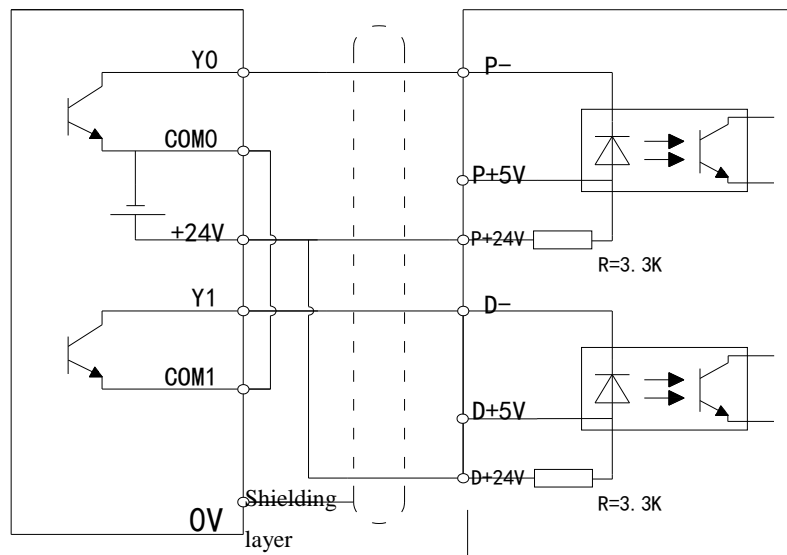 Y0
P-
COM0
P+5V
+24V
P+24V
R=3.3K
Y1
D-
COM1
D+5V
D+24V
R=3.3K
0V
Shielding
layer